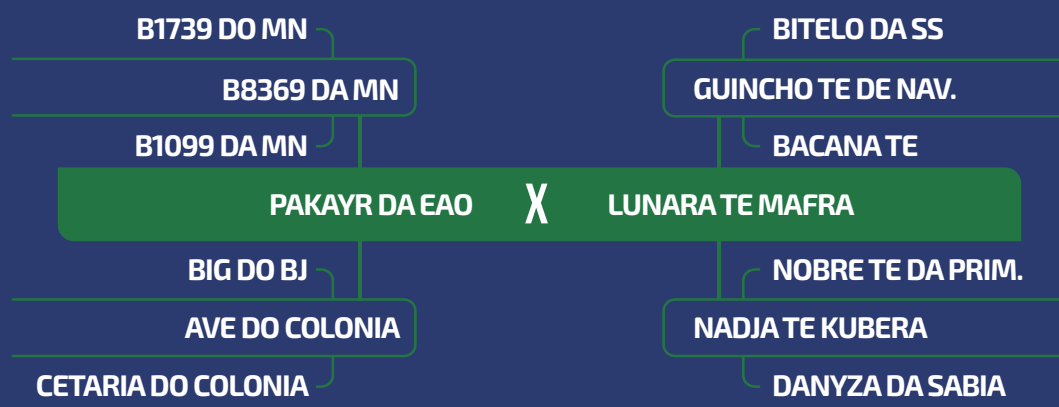 B1739 DO MN BITELO DA SS
B8369 DA MN GUINCHO TE DE NAV.
B1099 DA MN BACANA TE
PAKAYR DA EAO X LUNARA TE MAFRA
BIG DO BJ NOBRE TE DA PRIM.
AVE DO COLONIA NADJA TE KUBERA
CETARIA DO COLONIA DANYZA DA SABIA